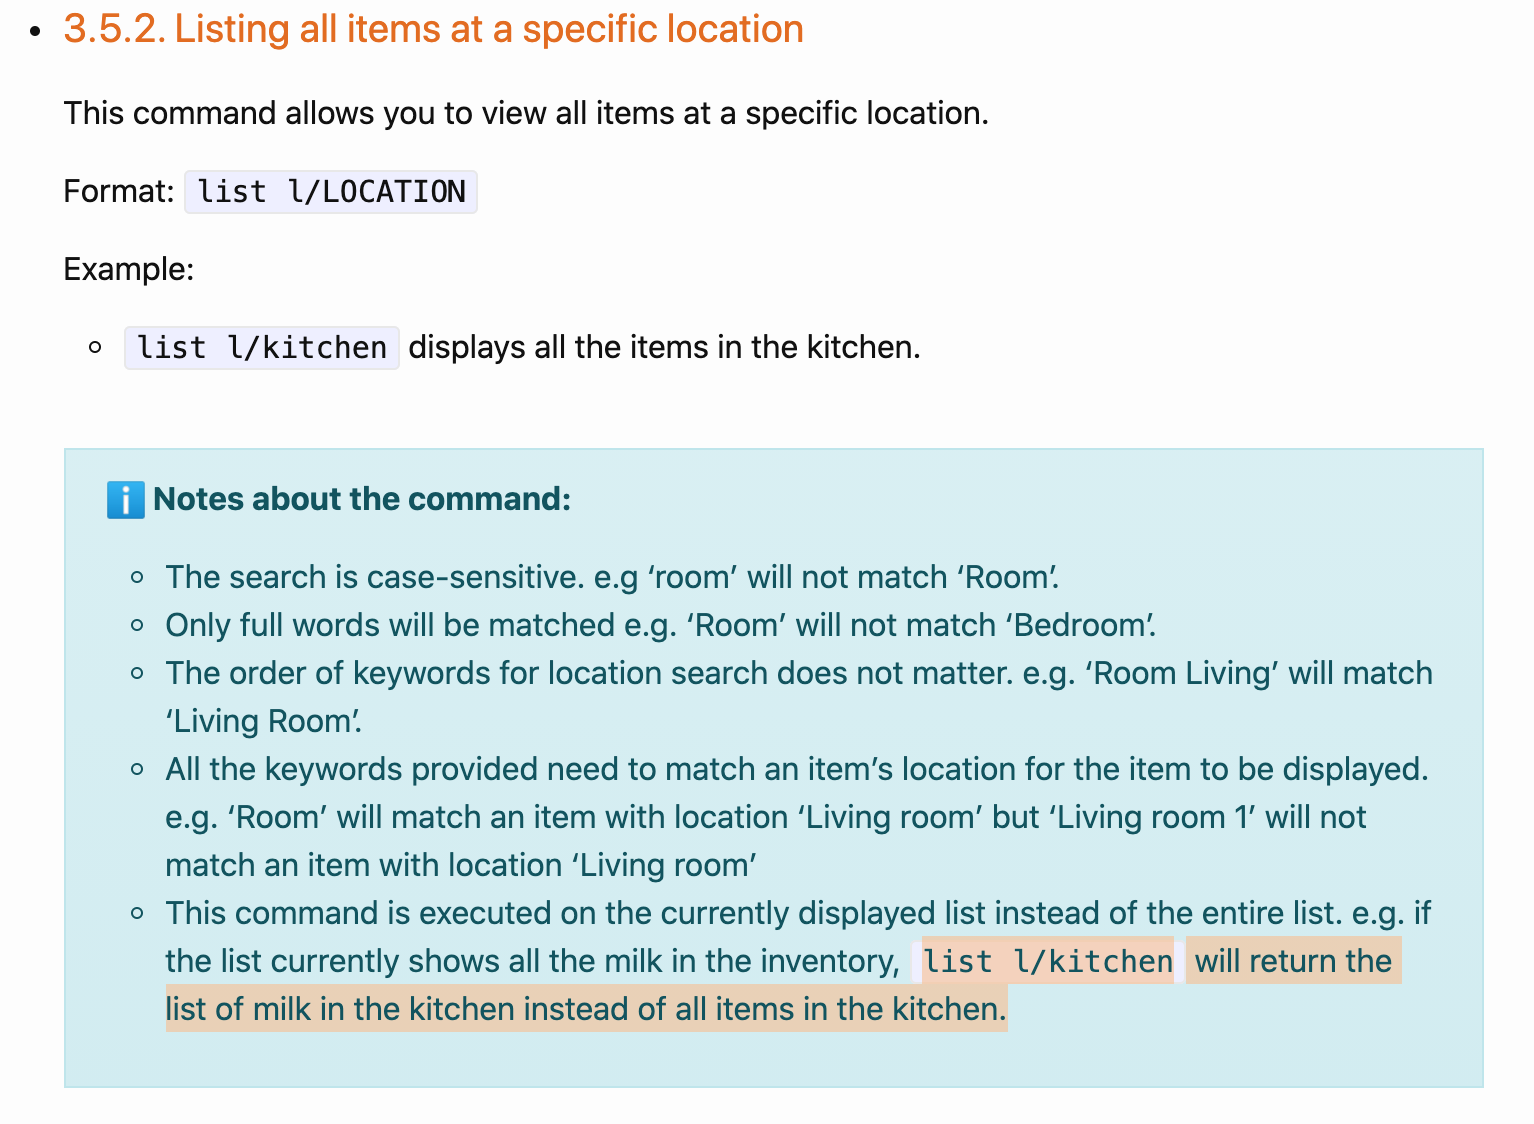 3.5.2. Listing all items at a specific location
This command allows you to view all items at a specific location.
Format: list l/LOCATION
Example:
list l/kitchen displays all the items in the kitchen.
Notes about the command:
The search is case-sensitive. e.g ‘room’ will not match ‘Room’.
Only full words will be matched e.g. ‘Room’ will not match ‘Bedroom’.
The order of keywords for location search does not matter. e.g. ‘Room Living’ will match
‘Living Room’.
All the keywords provided need to match an item’s location for the item to be displayed.
e.g. ‘Room’ will match an item with location ‘Living room’ but ‘Living room 1’ will not
match an item with location ‘Living room’
This command is executed on the currently displayed list instead of the entire list. e.g. if
the list currently shows all the milk in the inventory, list l/kitchen will return the
list of milk in the kitchen instead of all items in the kitchen.